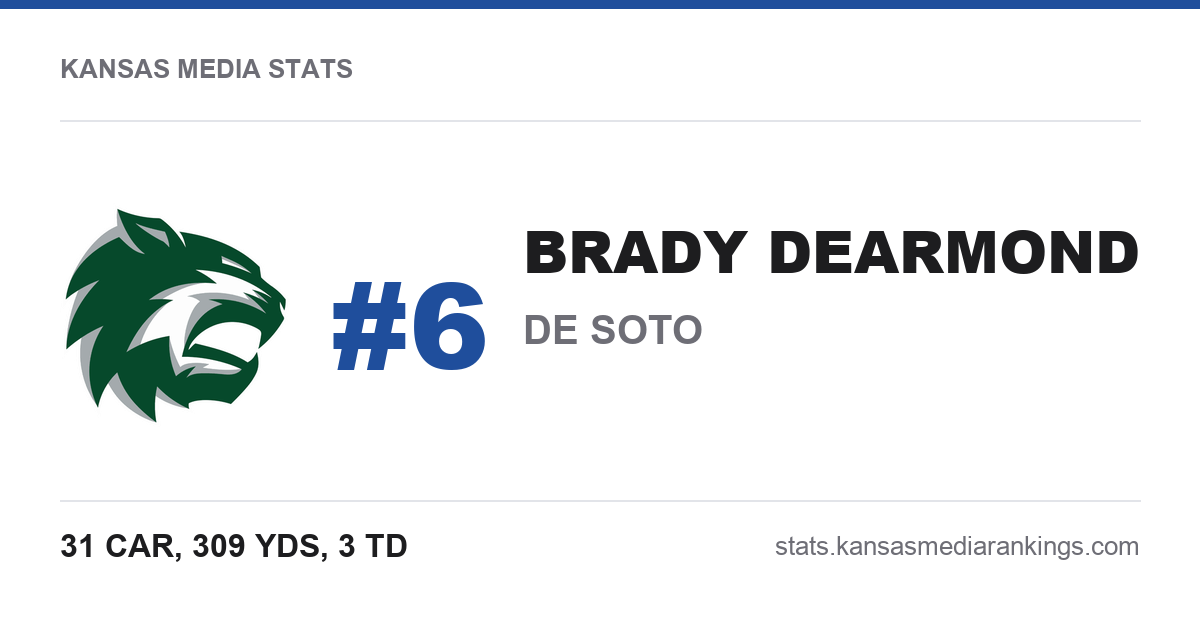 KANSAS MEDIA STATS
#6
BRADY DEARMOND
DE SOTO
31 CAR, 309 YDS, 3 TD
stats.kansasmediarankings.com